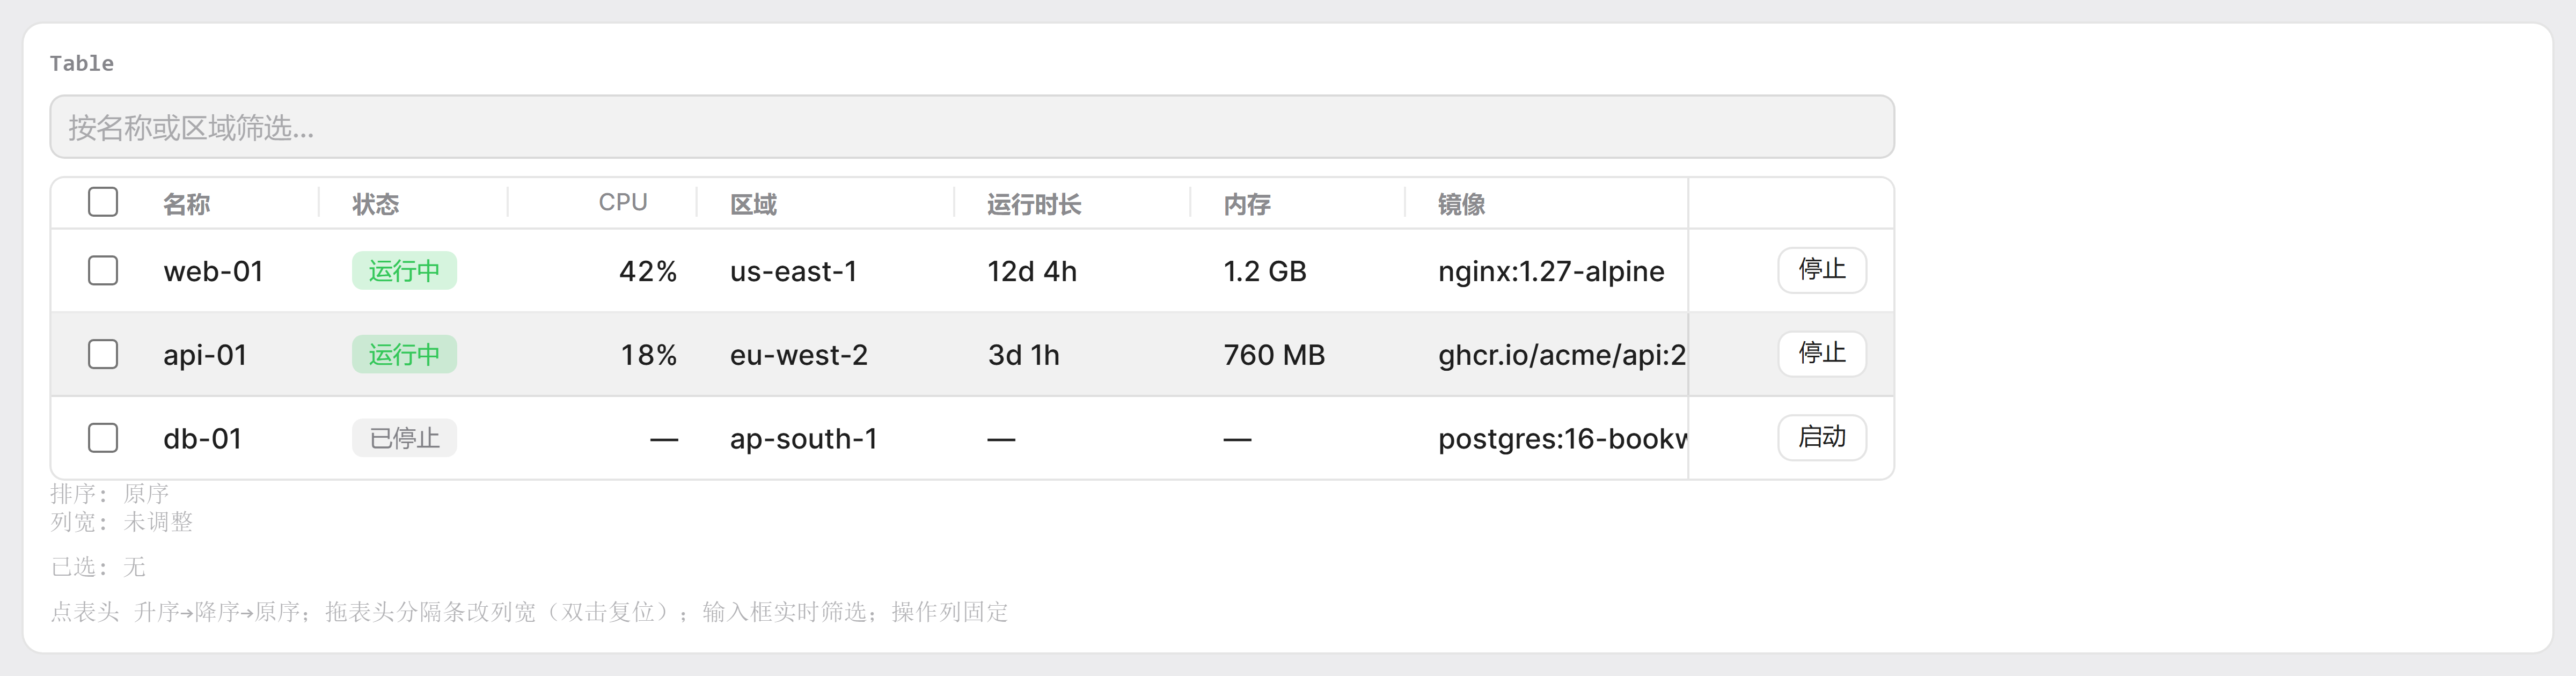 Table
按名称或区域筛选...
名称 状态 CPU 区域 运行时长 内存 镜像
web-01 运行中 42% us-east-1 12d 4h 1.2 GB nginx:1.27-alpine 停止
api-01 运行中 18% eu-west-2 3d 1h 760 MB ghcr.io/acme/api:2 停止
db-01 已停止 — ap-south-1 — — postgres:16-bookw 启动
排序: 原序
列宽: 未调整
已选: 无
点表头 升序→降序→原序; 拖表头分隔条改列宽（双击复位）; 输入框实时筛选; 操作列固定